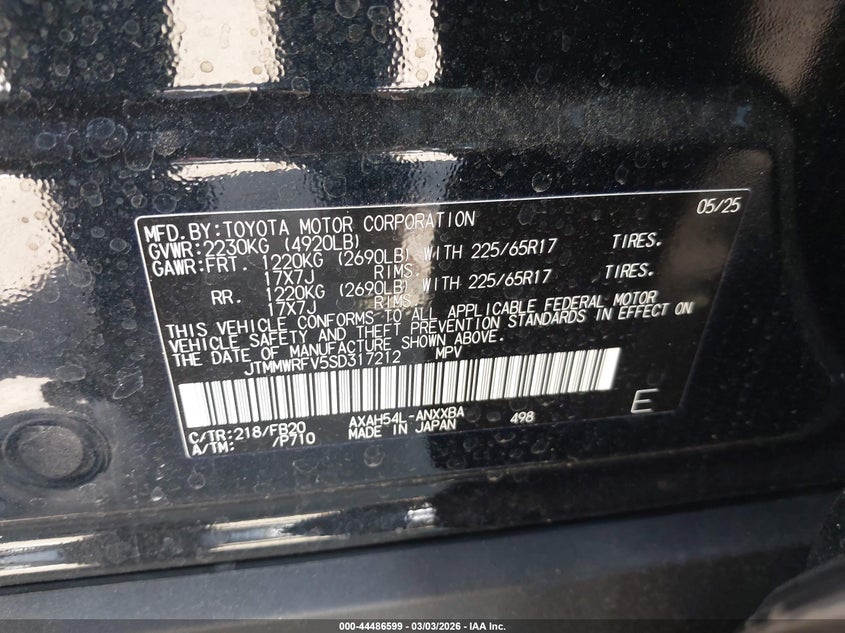 05/25
MFD.BY:TOYOTA MOTOR CORPORATION
GVWR:2230KG (4920LB)
GAWR:FRT. 1220KG (2690LB) WITH 225/65R17 TIRES.
17X7J RIMS.
RR. 1220KG (2690LB) WITH 225/65R17 TIRES.
17X7J RIMS.
THIS VEHICLE CONFORMS TO ALL APPLICABLE FEDERAL MOTOR
VEHICLE SAFETY AND THEFT PREVENTION STANDARDS IN EFFECT ON
THE DATE OF MANUFACTURE SHOWN ABOVE.
JTMMWRFV5SD317212 MPV
C/TR:218/FB20 AXAH54L-ANXXBA 498 E
A/TM: /P710 MADE IN JAPAN
000-44486599 — 03/03/2026 — IAA Inc.